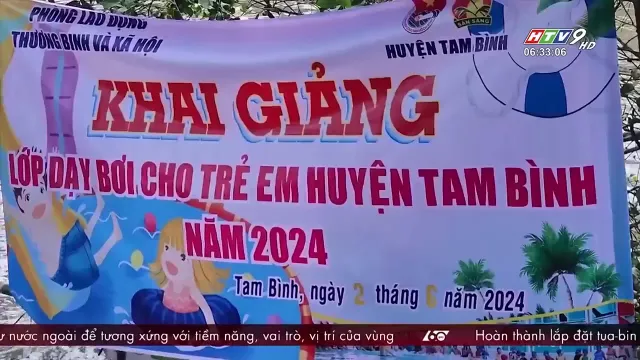 PHÒNG LAO ĐỘNG
THƯƠNG BINH VÀ XÃ HỘI
SẴN SÀNG
HUYỆN TAM BÌNH
HTV9 HD
06:33:06
KHAI GIẢNG
LỚP DẠY BƠI CHO TRẺ EM HUYỆN TAM BÌNH
NĂM 2024
Tam Bình, ngày 2 tháng 6 năm 2024
nước ngoài để tương xứng với tiềm năng, vai trò, vị trí của vùng
60
Hoàn thành lắp đặt tua-bin